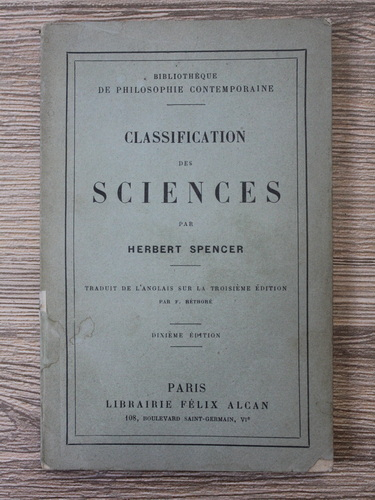 BIBLIOTHÈQUE
DE PHILOSOPHIE CONTEMPORAINE
CLASSIFICATION
DES
SCIENCES
PAR
HERBERT SPENCER
TRADUIT DE L'ANGLAIS SUR LA TROISIÈME ÉDITION
PAR F. RÉTHORÉ
DIXIÈME ÉDITION
PARIS
LIBRAIRIE FÉLIX ALCAN
108, BOULEVARD SAINT-GERMAIN, VIe